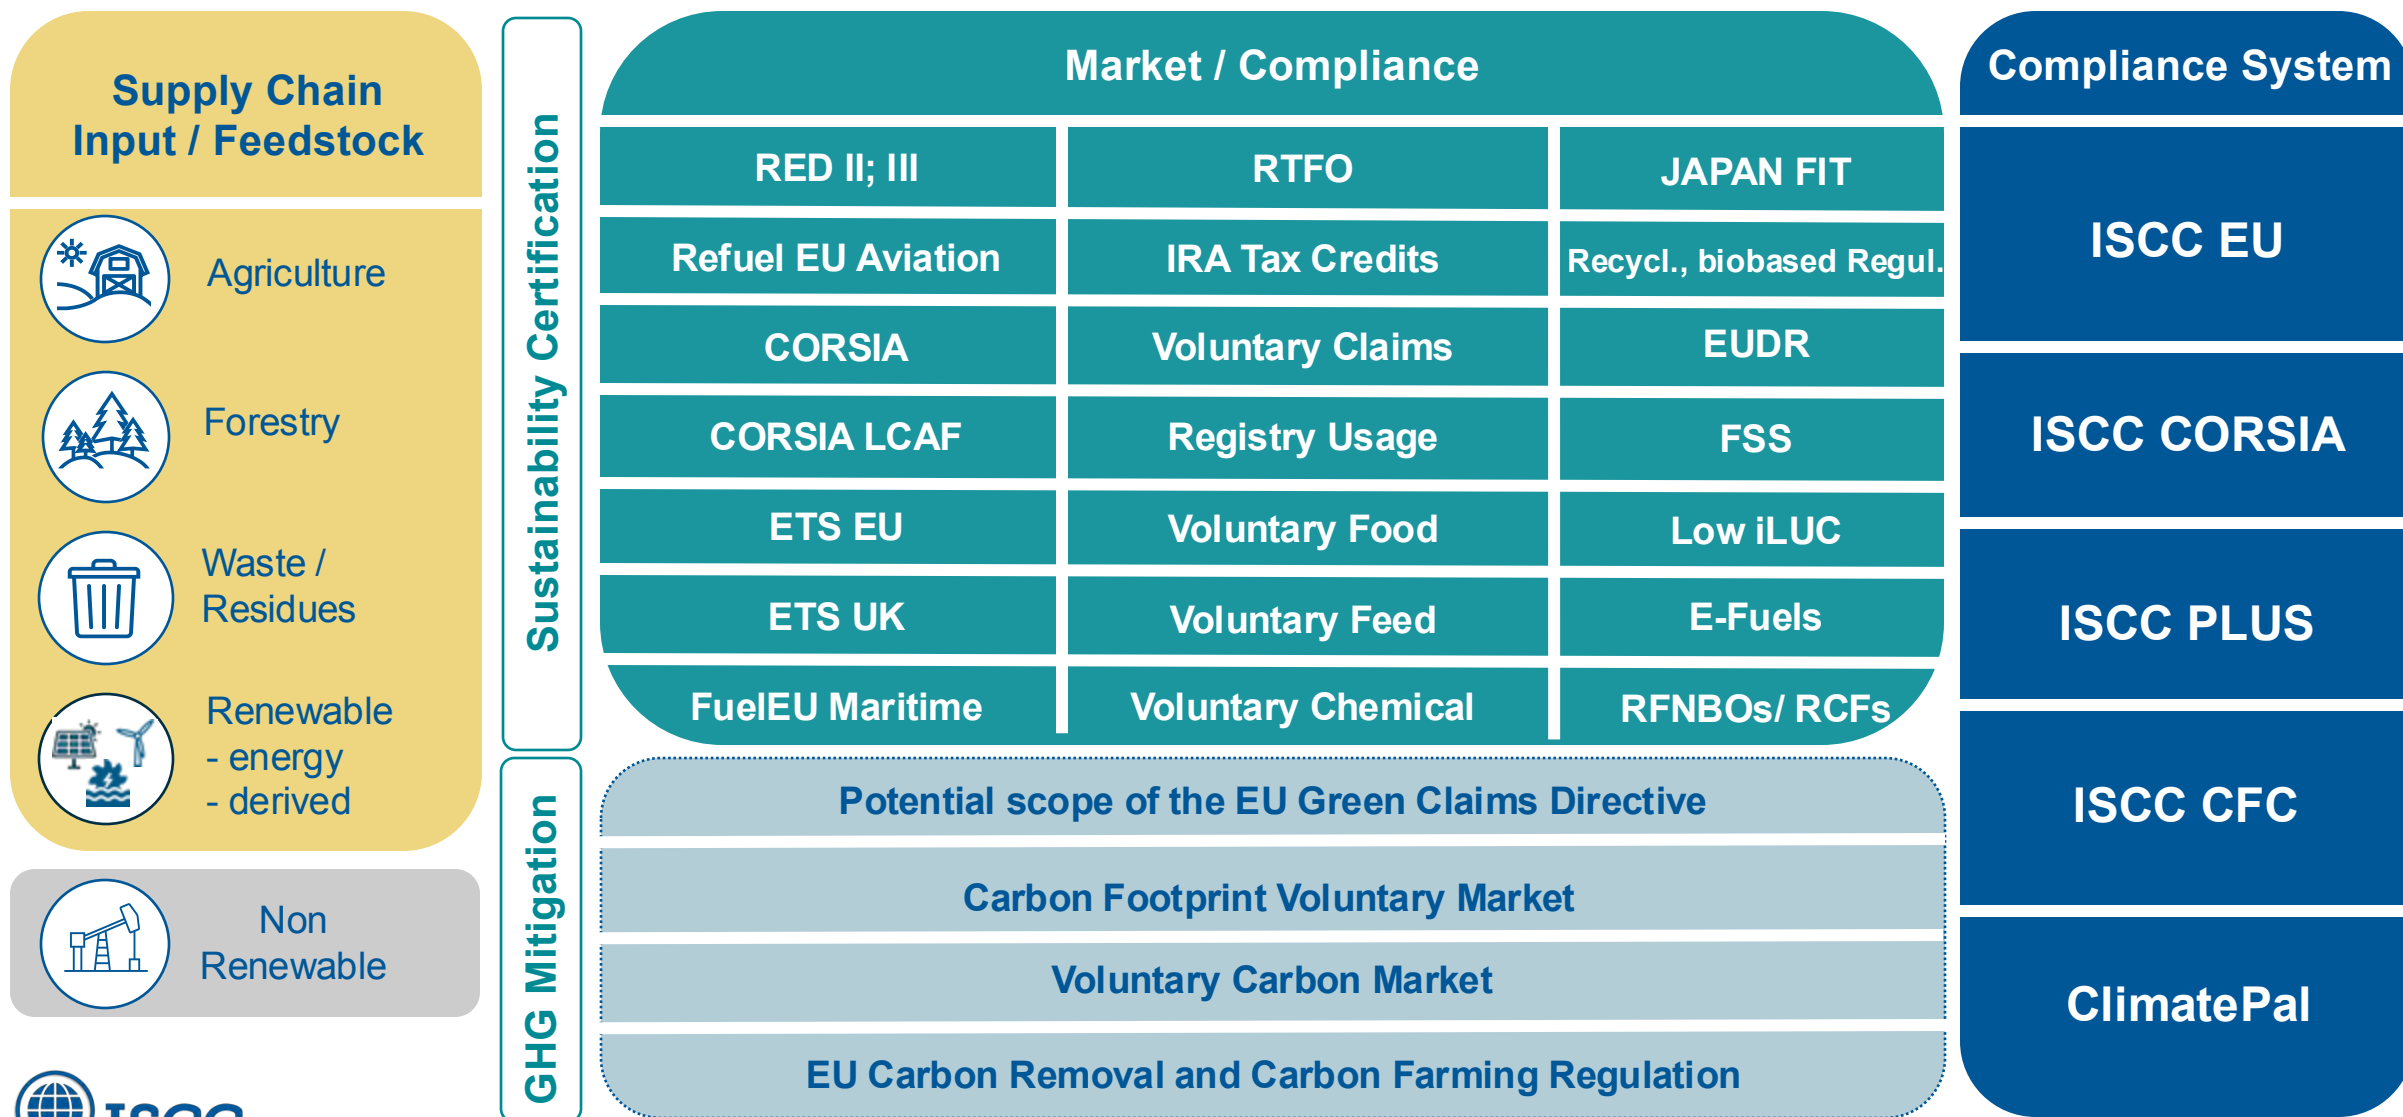 Supply Chain
Input / Feedstock
Agriculture
Forestry
Waste /
Residues
Renewable
- energy
- derived
Non
Renewable
Sustainability Certification
GHG Mitigation
Market / Compliance
RED II; III
RTFO
JAPAN FIT
Refuel EU Aviation
IRA Tax Credits
Recycl., biobased Regul.
CORSIA
Voluntary Claims
EUDR
CORSIA LCAF
Registry Usage
FSS
ETS EU
Voluntary Food
Low iLUC
ETS UK
Voluntary Feed
E-Fuels
FuelEU Maritime
Voluntary Chemical
RFNBOs/ RCFs
Potential scope of the EU Green Claims Directive
Carbon Footprint Voluntary Market
Voluntary Carbon Market
EU Carbon Removal and Carbon Farming Regulation
Compliance System
ISCC EU
ISCC CORSIA
ISCC PLUS
ISCC CFC
ClimatePal
ISCC